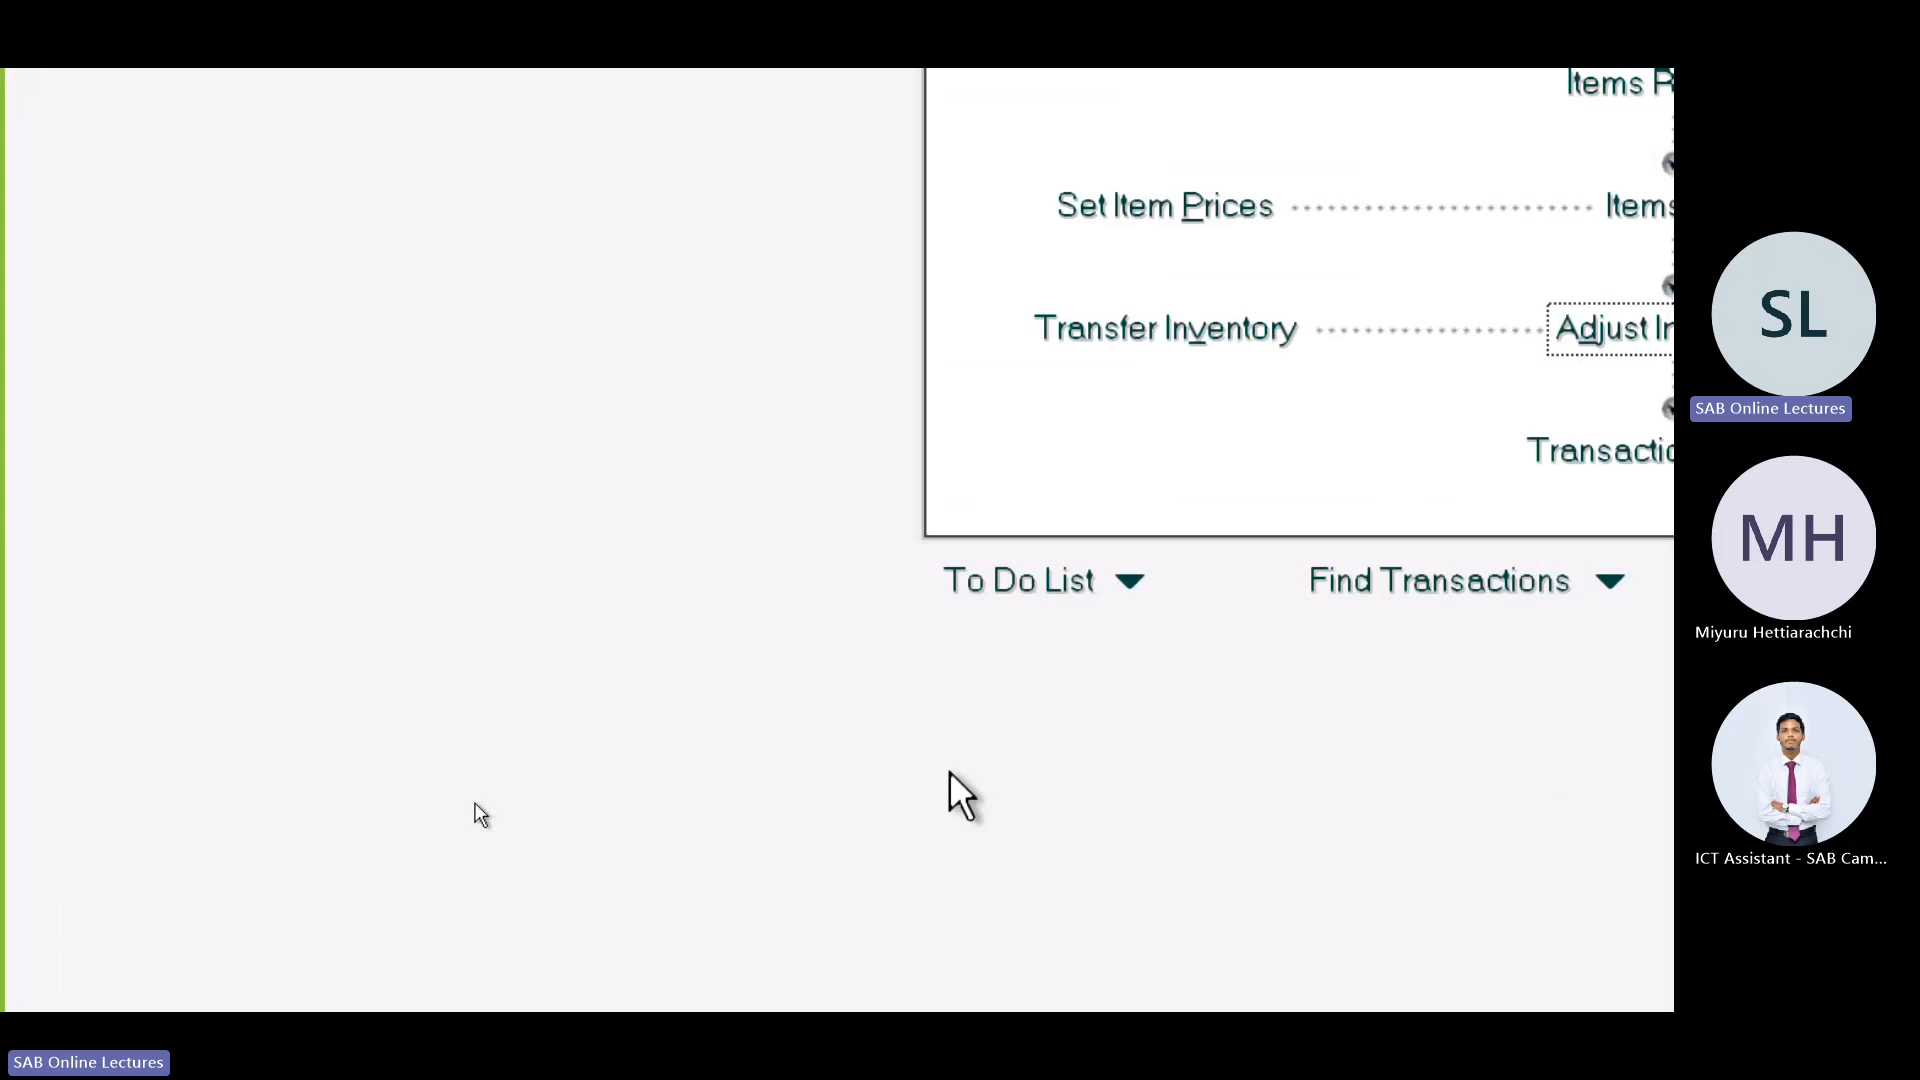 Items
Set Item Prices
Items
Transfer Inventory
Adjust
To Do List
Find Transactions
SL
SAB Online Lectures
MH
Miyuru Hettiarachchi
ICT Assistant - SAB Cam...
SAB Online Lectures